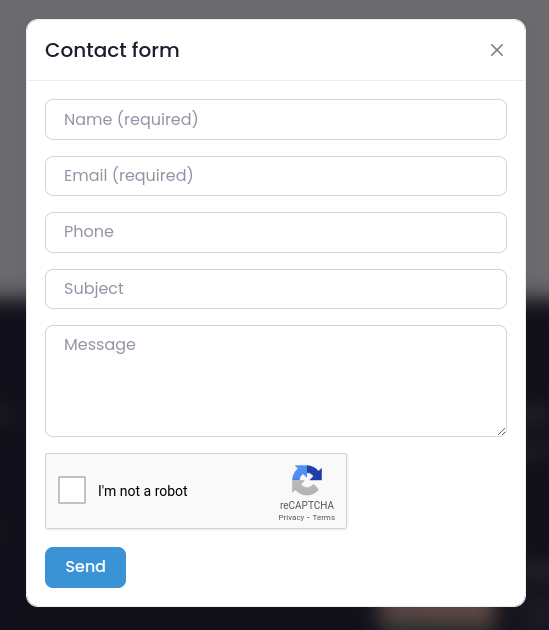 Contact form
Name (required)
Email (required)
Phone
Subject
Message
I'm not a robot
reCAPTCHA
Privacy - Terms
Send